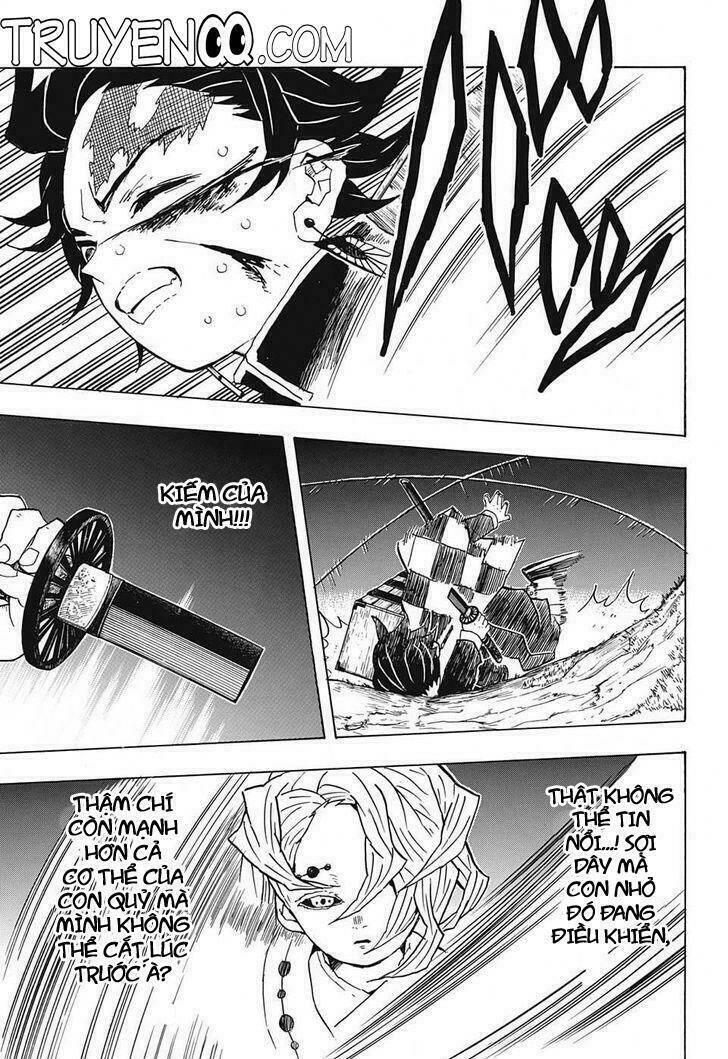 TRUYENQQ.COM
KIẾM CỦA
MÌNH!!!!
THẬT KHÔNG
THỂ TIN
NỔI...! SỢI
DÂY MÀ
CON NHỎ
ĐÓ ĐANG
ĐIỀU KHIỂN,
THẬM CHÍ
CÒN MẠNH
HƠN CẢ
CƠ THỂ CỦA
CON QUỶ MÀ
MÌNH KHÔNG
THỂ CẮT LÚC
TRƯỚC À?